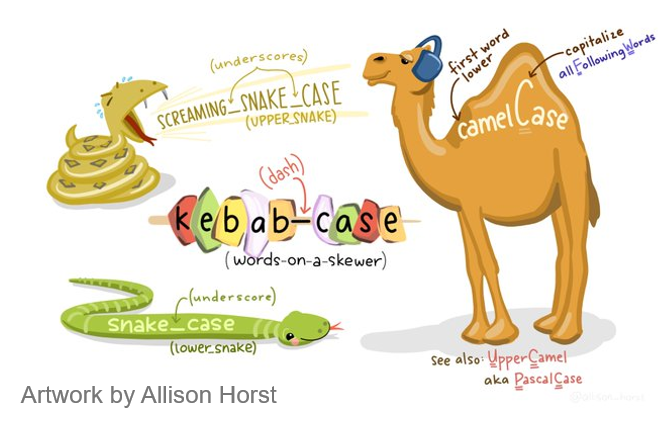 (underscores)
SCREAMING_SNAKE_CASE
(UPPER_SNAKE)
first word
lower
capitalize
allFollowingWords
camelCase
(dash)
kebab-case
(words-on-a-skewer)
(underscore)
snake_case
(lower_snake)
see also: UpperCamel
aka PascalCase
Artwork by Allison Horst
@allison_horst